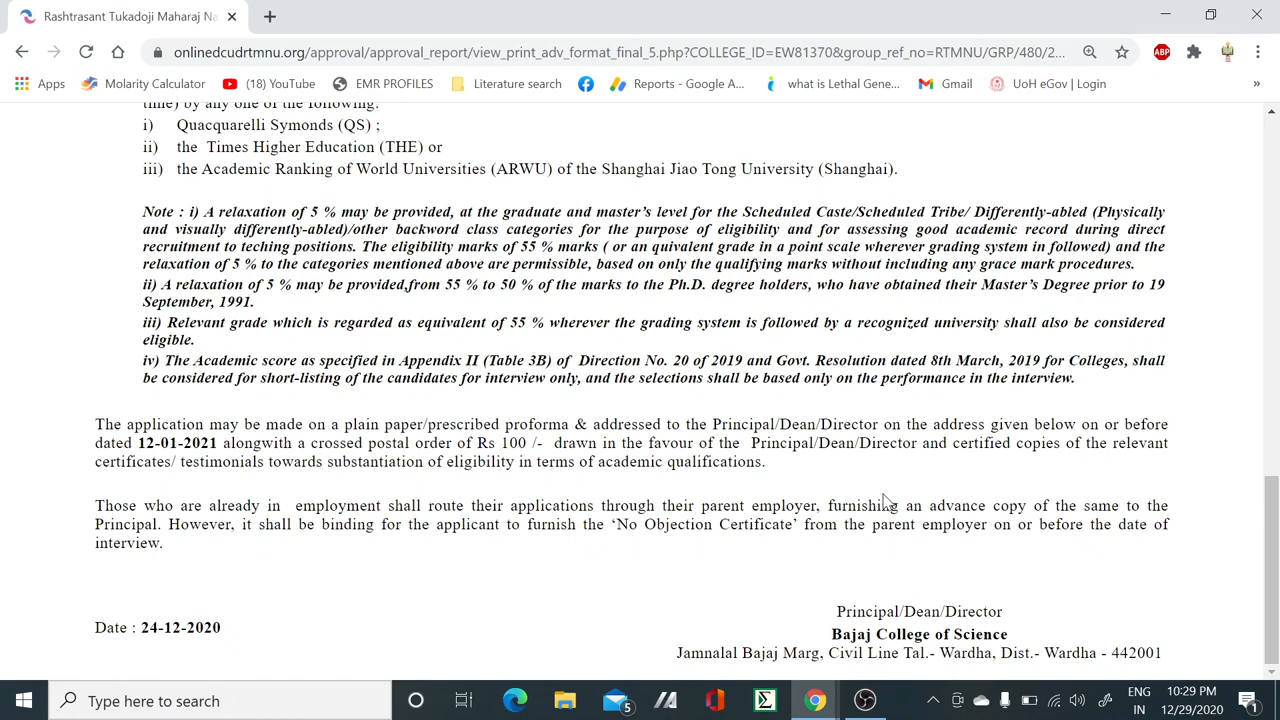 Rashtrasant Tukadoji Maharaj Na
onlinedcudrtmnu.org/approval/approval_report/view_print_adv_format_final_5.php?COLLEGE_ID=EW81370&group_ref_no=RTMNU/GRP/480/2...
ABP
Apps Molarity Calculator (18) YouTube EMR PROFILES Literature search Reports - Google A... what is Lethal Gene... Gmail UoH eGov | Login »
time) by any one of the following:
i) Quacquarelli Symonds (QS) ;
ii) the Times Higher Education (THE) or
iii) the Academic Ranking of World Universities (ARWU) of the Shanghai Jiao Tong University (Shanghai).
Note : i) A relaxation of 5 % may be provided, at the graduate and master's level for the Scheduled Caste/Scheduled Tribe/ Differently-abled (Physically
and visually differently-abled)/other backword class categories for the purpose of eligibility and for assessing good academic record during direct
recruitment to teching positions. The eligibility marks of 55 % marks ( or an quivalent grade in a point scale wherever grading system in followed) and the
relaxation of 5 % to the categories mentioned above are permissible, based on only the qualifying marks without including any grace mark procedures.
ii) A relaxation of 5 % may be provided,from 55 % to 50 % of the marks to the Ph.D. degree holders, who have obtained their Master's Degree prior to 19
September, 1991.
iii) Relevant grade which is regarded as equivalent of 55 % wherever the grading system is followed by a recognized university shall also be considered
eligible.
iv) The Academic score as specified in Appendix II (Table 3B) of Direction No. 20 of 2019 and Govt. Resolution dated 8th March, 2019 for Colleges, shall
be considered for short-listing of the candidates for interview only, and the selections shall be based only on the performance in the interview.
The application may be made on a plain paper/prescribed proforma & addressed to the Principal/Dean/Director on the address given below on or before
dated 12-01-2021 alongwith a crossed postal order of Rs 100 /- drawn in the favour of the Principal/Dean/Director and certified copies of the relevant
certificates/ testimonials towards substantiation of eligibility in terms of academic qualifications.
Those who are already in employment shall route their applications through their parent employer, furnishing an advance copy of the same to the
Principal. However, it shall be binding for the applicant to furnish the ‘No Objection Certificate’ from the parent employer on or before the date of
interview.
Principal/Dean/Director
Date : 24-12-2020
Bajaj College of Science
Jamnalal Bajaj Marg, Civil Line Tal.- Wardha, Dist.- Wardha - 442001
Type here to search
5
ENG
IN
10:29 PM
12/29/2020
1